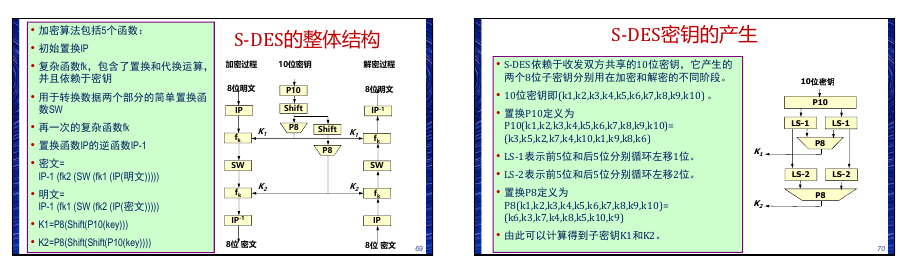 • 加密算法包括5个函数：
• 初始置换IP
• 复杂函数fk，包含了置换和代换运算，
并且依赖于密钥
• 用于转换数据两个部分的简单置换函
数SW
• 再一次的复杂函数fk
• 置换函数IP的逆函数IP-1
• 密文=
IP-1 (fk2 (SW (fk1 (IP(明文)))))
• 明文=
IP-1 (fk1 (SW (fk2 (IP(密文)))))
• K1=P8(Shift(P10(key)))
• K2=P8(Shift(Shift(P10(key))))
S-DES的整体结构
加密过程 10位密钥 解密过程
8位明文 8位明文
P10
IP Shift IP-1
P8 Shift
fk K1 K1 fk
P8
SW SW
fk K2 K2 fk
IP-1 IP
8位 密文 8位 密文
69
S-DES密钥的产生
• S-DES依赖于收发双方共享的10位密钥，它产生的
两个8位子密钥分别用在加密和解密的不同阶段。
• 10位密钥即(k1,k2,k3,k4,k5,k6,k7,k8,k9,k10) 。
• 置换P10定义为
P10(k1,k2,k3,k4,k5,k6,k7,k8,k9,k10)=
(k3,k5,k2,k7,k4,k10,k1,k9,k8,k6)
• LS-1表示前5位和后5位分别循环左移1位。
• LS-2表示前5位和后5位分别循环左移2位。
• 置换P8定义为
P8(k1,k2,k3,k4,k5,k6,k7,k8,k9,k10)=
(k6,k3,k7,k4,k8,k5,k10,k9)
• 由此可以计算得到子密钥K1和K2。
10位密钥
P10
LS-1 LS-1
P8
K1
LS-2 LS-2
P8
K2
70